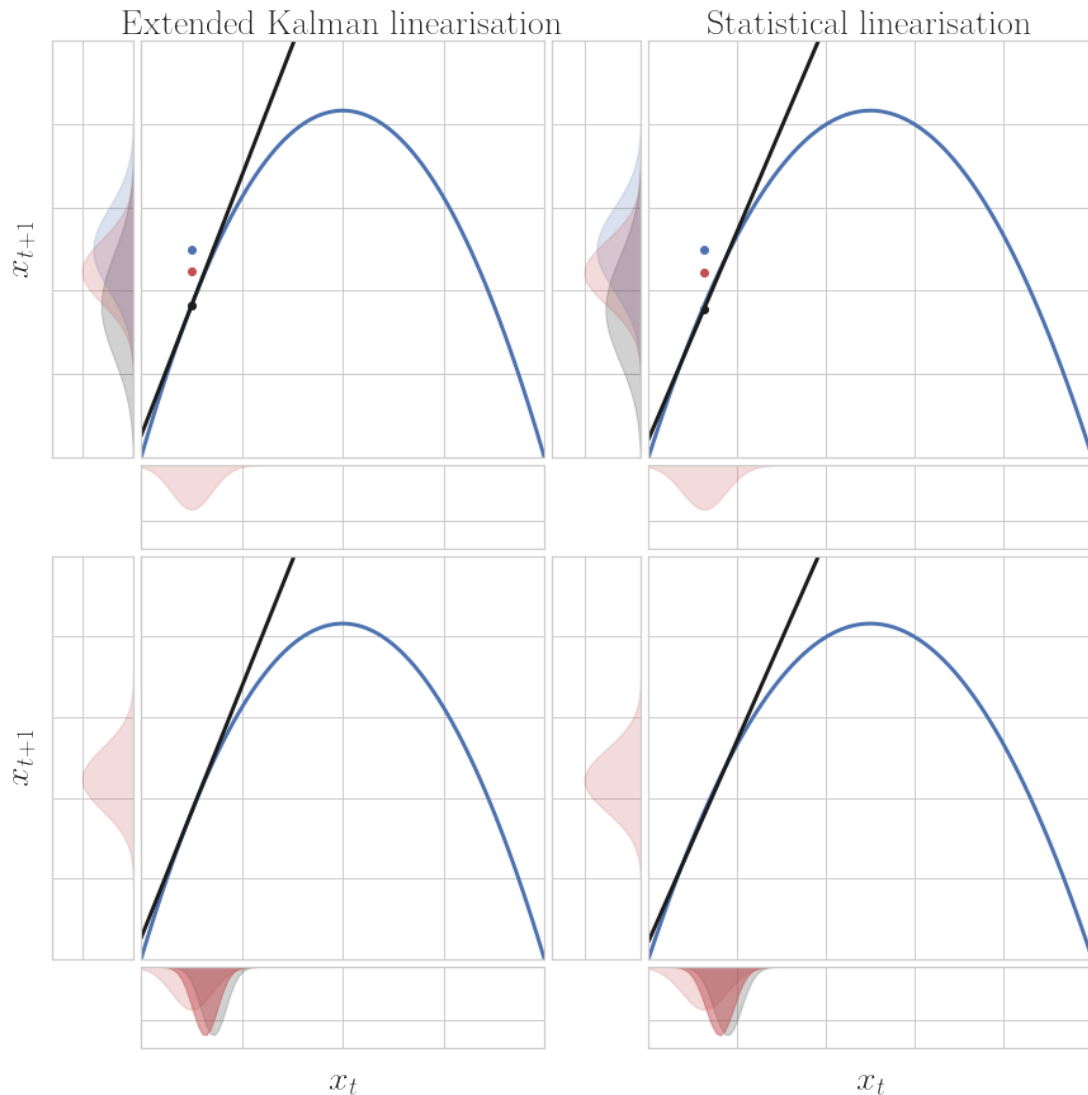 Extended Kalman linearisation
Statistical linearisation
x_{t+1}
x_{t+1}
x_t
x_t